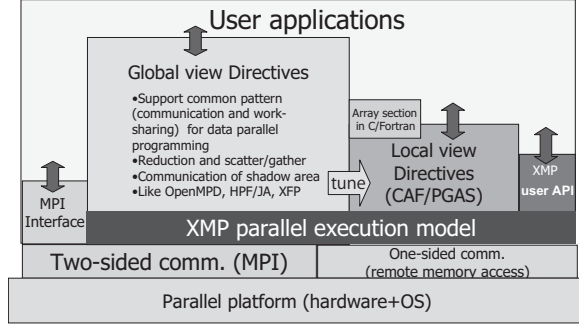 User applications
Global view Directives
•Support common pattern
(communication and work-
sharing) for data parallel
programming
•Reduction and scatter/gather
•Communication of shadow area
•Like OpenMPD, HPF/JA, XFP
tune
Array section
in C/Fortran
Local view
Directives
(CAF/PGAS)
XMP
user API
MPI
Interface
XMP parallel execution model
Two-sided comm. (MPI)
One-sided comm.
(remote memory access)
Parallel platform (hardware+OS)